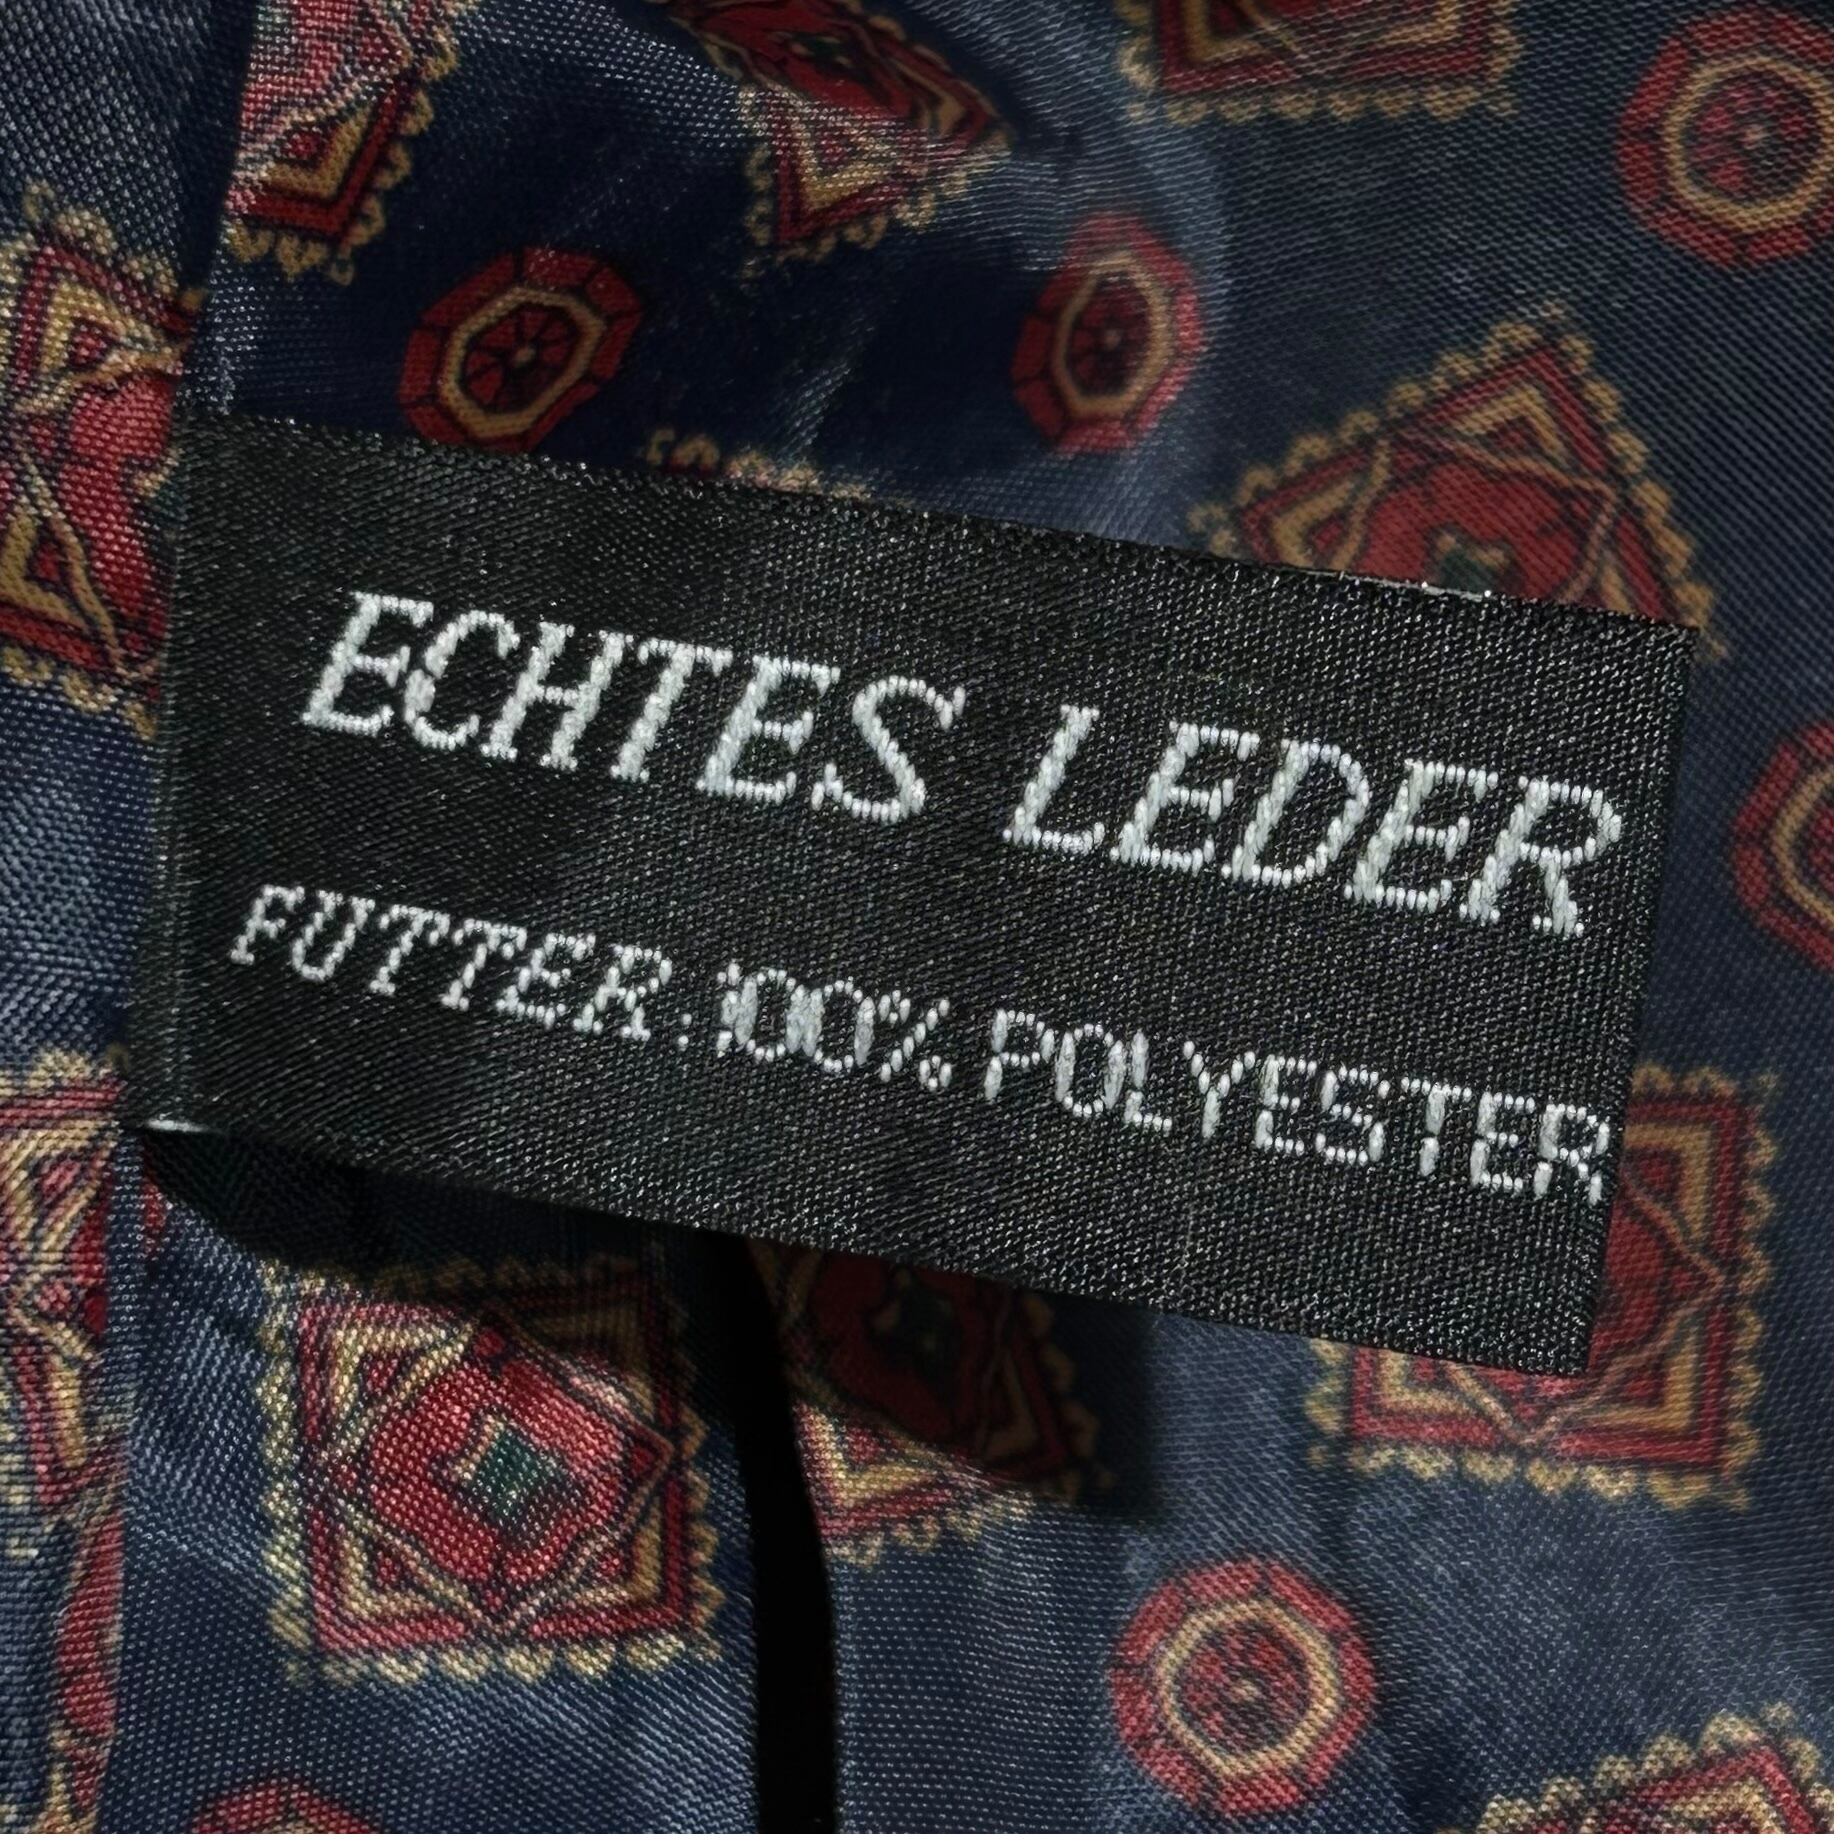 ECHTES LEDER
FUTTER:100% POLYESTER